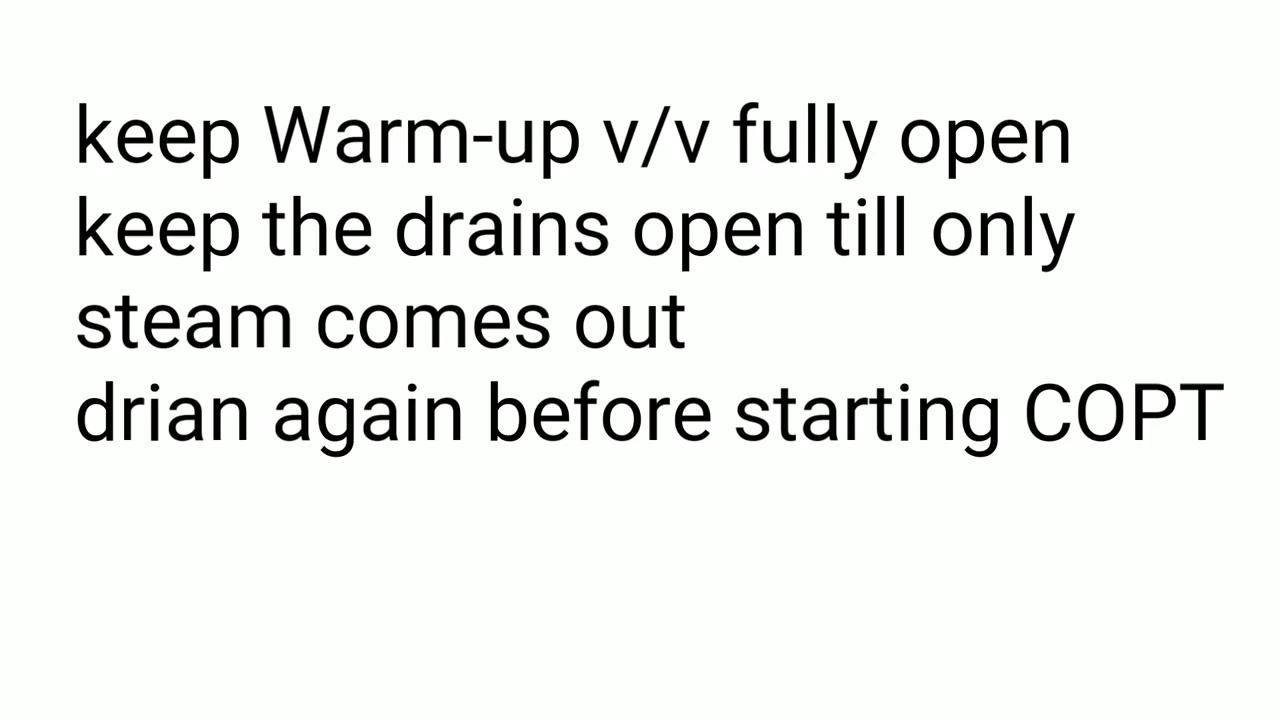 keep Warm-up v/v fully open
keep the drains open till only
steam comes out
drian again before starting COPT